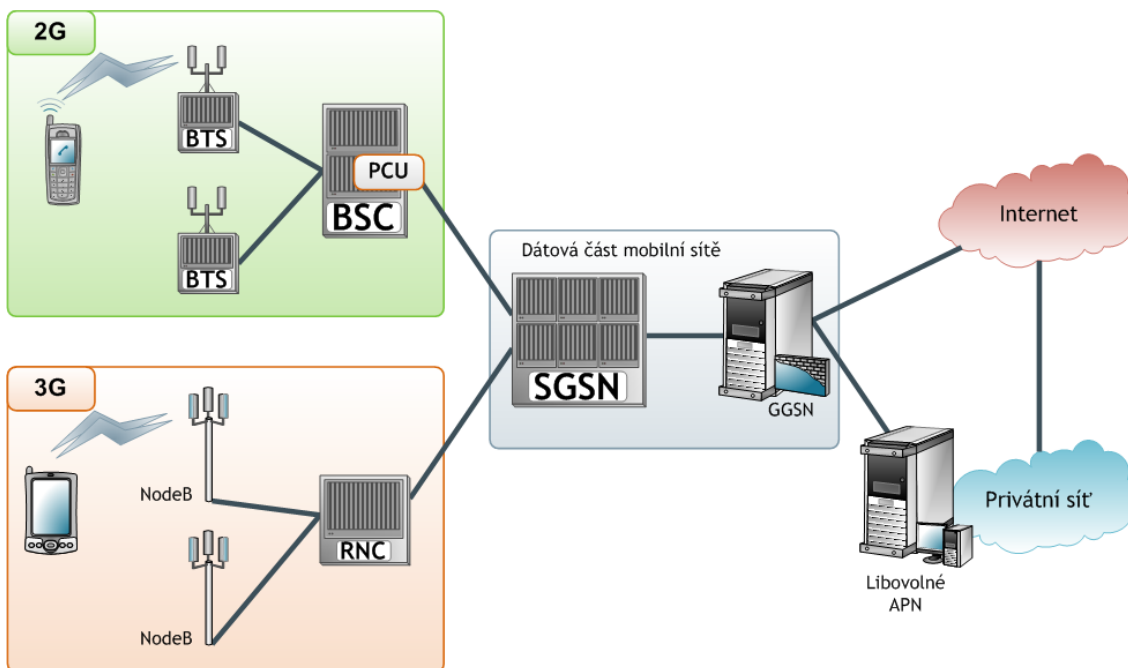 2G
BTS
PCU
BSC
BTS
Dátová část mobilní sítě
SGSN
GGSN
Internet
3G
NodeB
RNC
NodeB
Privátní síť
Libovolné
APN